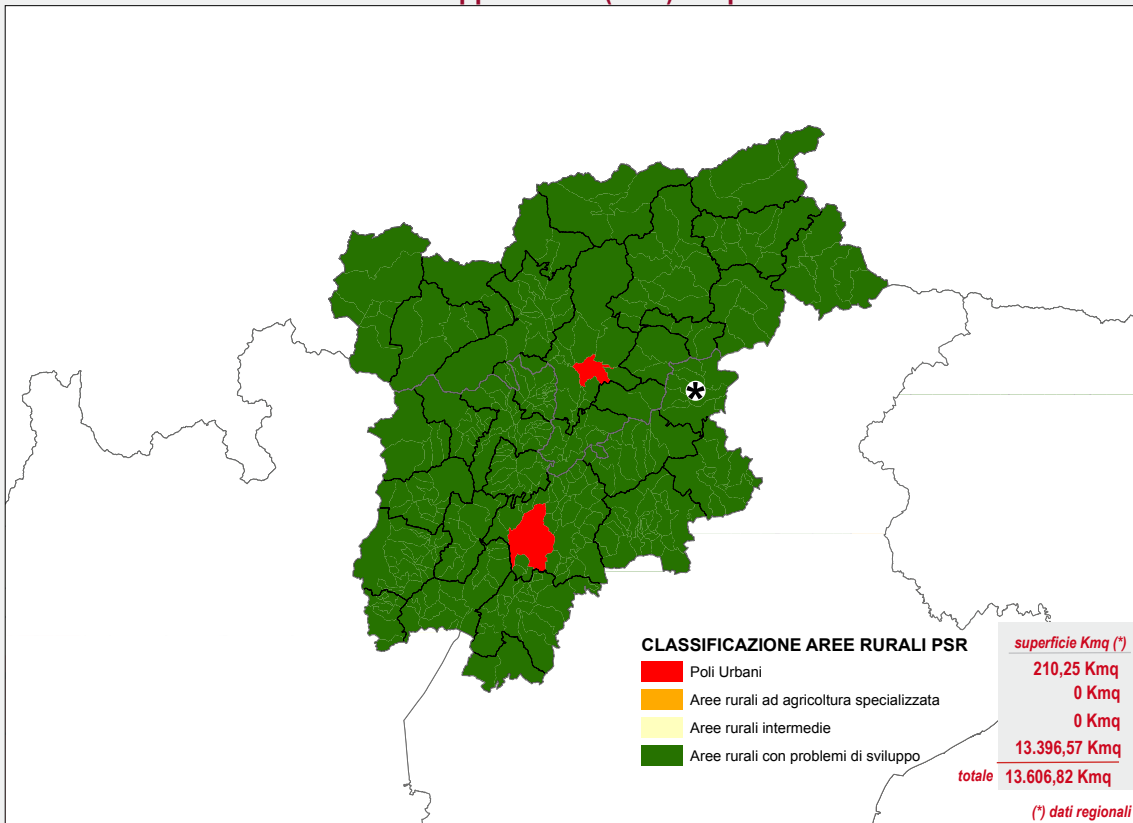 CLASSIFICAZIONE AREE RURALI PSR
superficie Kmq (*)
Poli Urbani
210,25 Kmq
Aree rurali ad agricoltura specializzata
0 Kmq
Aree rurali intermedie
0 Kmq
Aree rurali con problemi di sviluppo
13.396,57 Kmq
totale 13.606,82 Kmq
(*) dati regionali
*